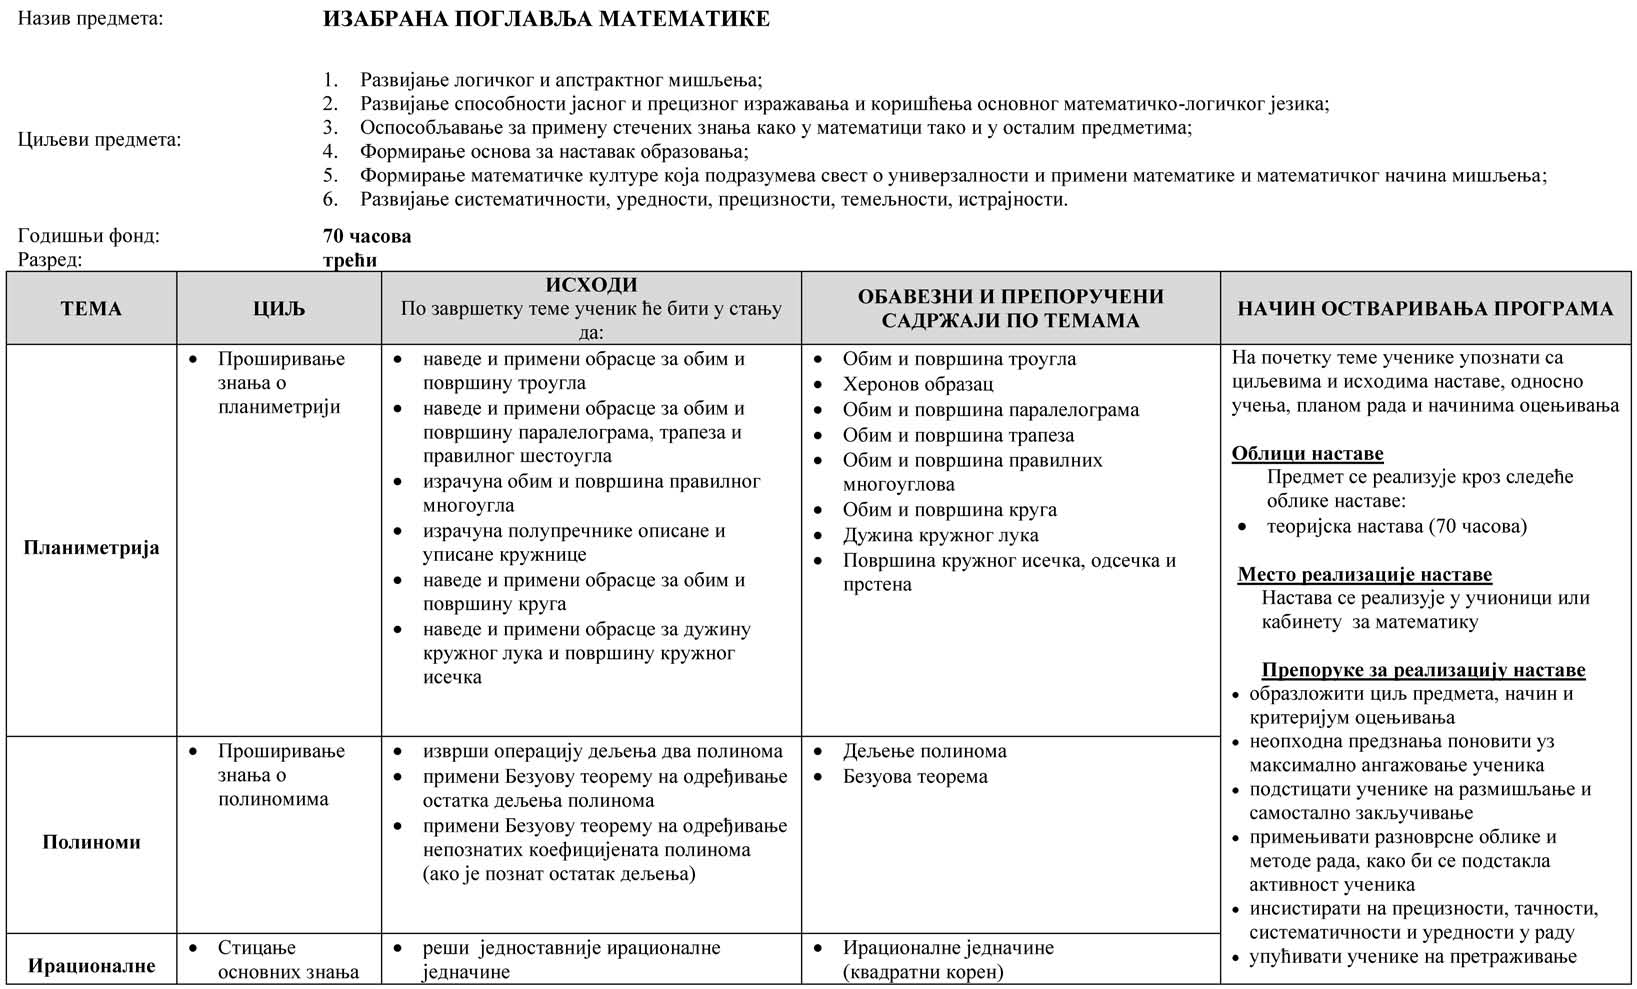 Назив предмета:
ИЗАБРАНА ПОГЛАВЉА МАТЕМАТИКЕ
Циљеви предмета:
1. Развијање логичког и апстрактног мишљења;
2. Развијање способности јасног и прецизног изражавања и коришћења основног математичко-логичког језика;
3. Оспособљавање за примену стечених знања како у математици тако и у осталим предметима;
4. Формирање основа за наставак образовања;
5. Формирање математичке културе која подразумева свест о универзалности и примени математике и математичког начина мишљења;
6. Развијање систематичности, уредности, прецизности, темељности, истрајности.
Годишњи фонд:
70 часова
Разред:
трећи
ТЕМА
ЦИЉ
ИСХОДИ
По завршетку теме ученик ће бити у стању
да:
ОБАВЕЗНИ И ПРЕПОРУЧЕНИ
САДРЖАЈИ ПО ТЕМАМА
НАЧИН ОСТВАРИВАЊА ПРОГРАМА
Планиметрија
• Проширивање
знања о
планиметрији
• наведе и примени обрасце за обим и
површину троугла
• наведе и примени обрасце за обим и
површину паралелограма, трапеза и
правилног шестоугла
• израчуна обим и површина правилног
многоугла
• израчуна полупречнике описане и
уписане кружнице
• наведе и примени обрасце за обим и
површину круга
• наведе и примени обрасце за дужину
кружног лука и површину кружног
исечка
• Обим и површина троугла
• Херонов образац
• Обим и површина паралелограма
• Обим и површина трапеза
• Обим и површина правилних
многоуглова
• Обим и површина круга
• Дужина кружног лука
• Површина кружног исечка, одсечка и
прстена
На почетку теме ученике упознати са
циљевима и исходима наставе, односно
учења, планом рада и начинима оцењивања
Облици наставе
Предмет се реализује кроз следеће
облике наставе:
• теоријска настава (70 часова)
Место реализације наставе
Настава се реализује у учионици или
кабинету за математику
Препоруке за реализацију наставе
• образложити циљ предмета, начин и
критеријум оцењивања
• неопходна предзнања поновити уз
максимално ангажовање ученика
• подстицати ученике на размишљање и
самостално закључивање
• примењивати разноврсне облике и
методе рада, како би се подстакла
активност ученика
• инсистирати на прецизности, тачности,
систематичности и уредности у раду
• упућивати ученике на претраживање
Полиноми
• Проширивање
знања о
полиномима
• изврши операцију дељења два полинома
• примени Безуову теорему на одређивање
остатка дељења полинома
• примени Безуову теорему на одређивање
непознатих коефицијената полинома
(ако је познат остатак дељења)
• Дељење полинома
• Безуова теорема
Ирационалне
• Стицање
основних знања
• реши једноставније ирационалне
једначине
• Ирационалне једначине
(квадратни корен)